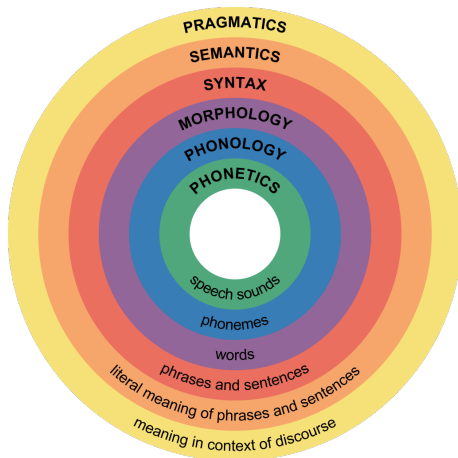 PRAGMATICS
SEMANTICS
SYNTAX
MORPHOLOGY
PHONOLOGY
PHONETICS
speech sounds
phonemes
words
phrases and sentences
literal meaning of phrases and sentences
meaning in context of discourse